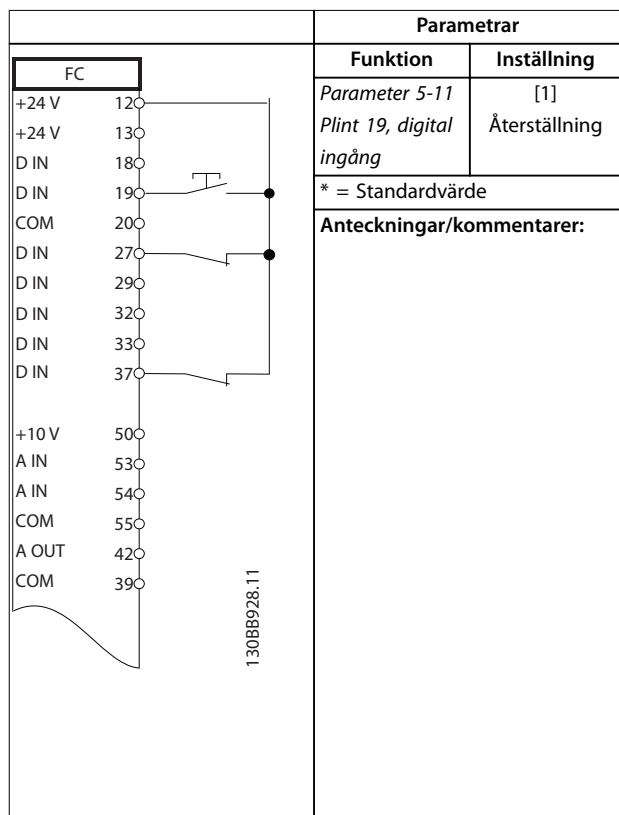 Parametrar
Funktion Inställning
Parameter 5-11
Plint 19, digital
ingång
[1]
Återställning
* = Standardvärde
Anteckningar/kommentarer:
FC
+24 V 12
+24 V 13
D IN 18
D IN 19
COM 20
D IN 27
D IN 29
D IN 32
D IN 33
D IN 37
+10 V 50
A IN 53
A IN 54
COM 55
A OUT 42
COM 39
130BB928.11